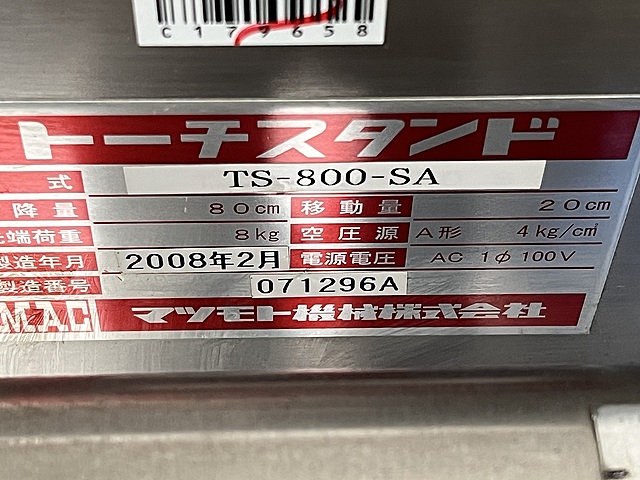 C179658
トーチスタンド
式 TS-800-SA
降量 80cm 移動量 20cm
端荷重 8kg 空圧源 A形 4kg/cm²
製造年月 2008年2月 電源電圧 AC 1φ 100V
製造番号 071296A
MAC マツモト機械株式会社